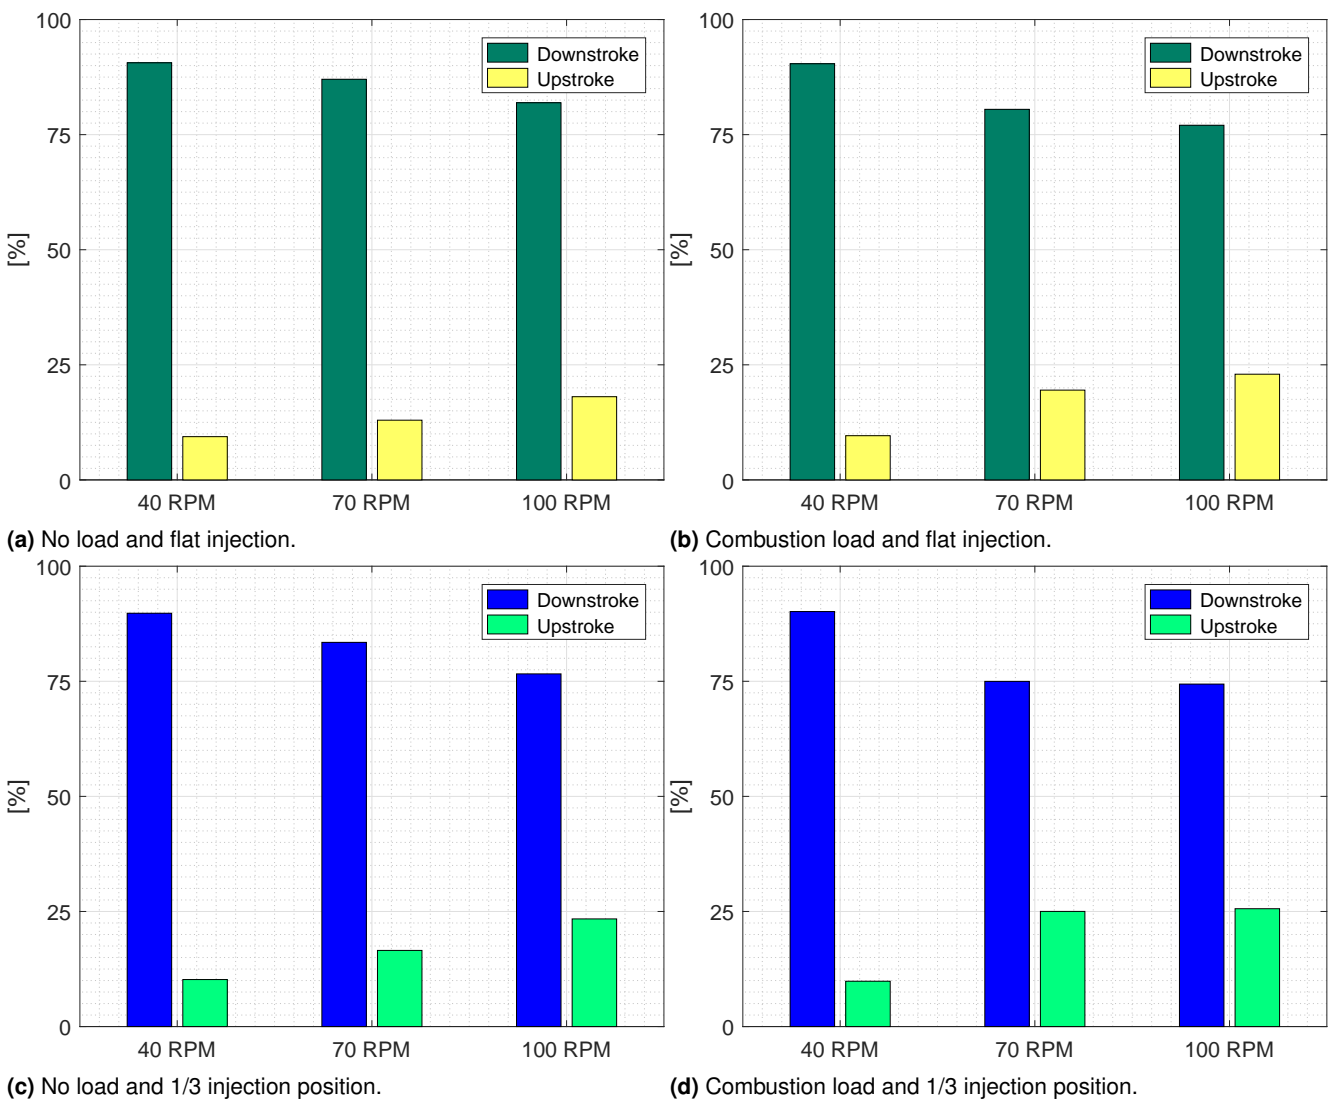 100
75
50
25
0
[%]
Downstroke
Upstroke
40 RPM
70 RPM
100 RPM
(a) No load and flat injection.
100
75
50
25
0
[%]
Downstroke
Upstroke
40 RPM
70 RPM
100 RPM
(b) Combustion load and flat injection.
100
75
50
25
0
[%]
Downstroke
Upstroke
40 RPM
70 RPM
100 RPM
(c) No load and 1/3 injection position.
100
75
50
25
0
[%]
Downstroke
Upstroke
40 RPM
70 RPM
100 RPM
(d) Combustion load and 1/3 injection position.